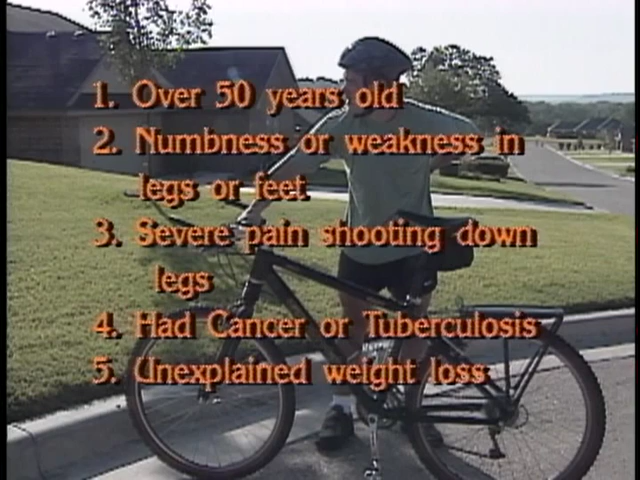 1. Over 50 years old
2. Numbness or weakness in
legs or feet
3. Severe pain shooting down
legs
4. Had Cancer or Tuberculosis
5. Unexplained weight loss